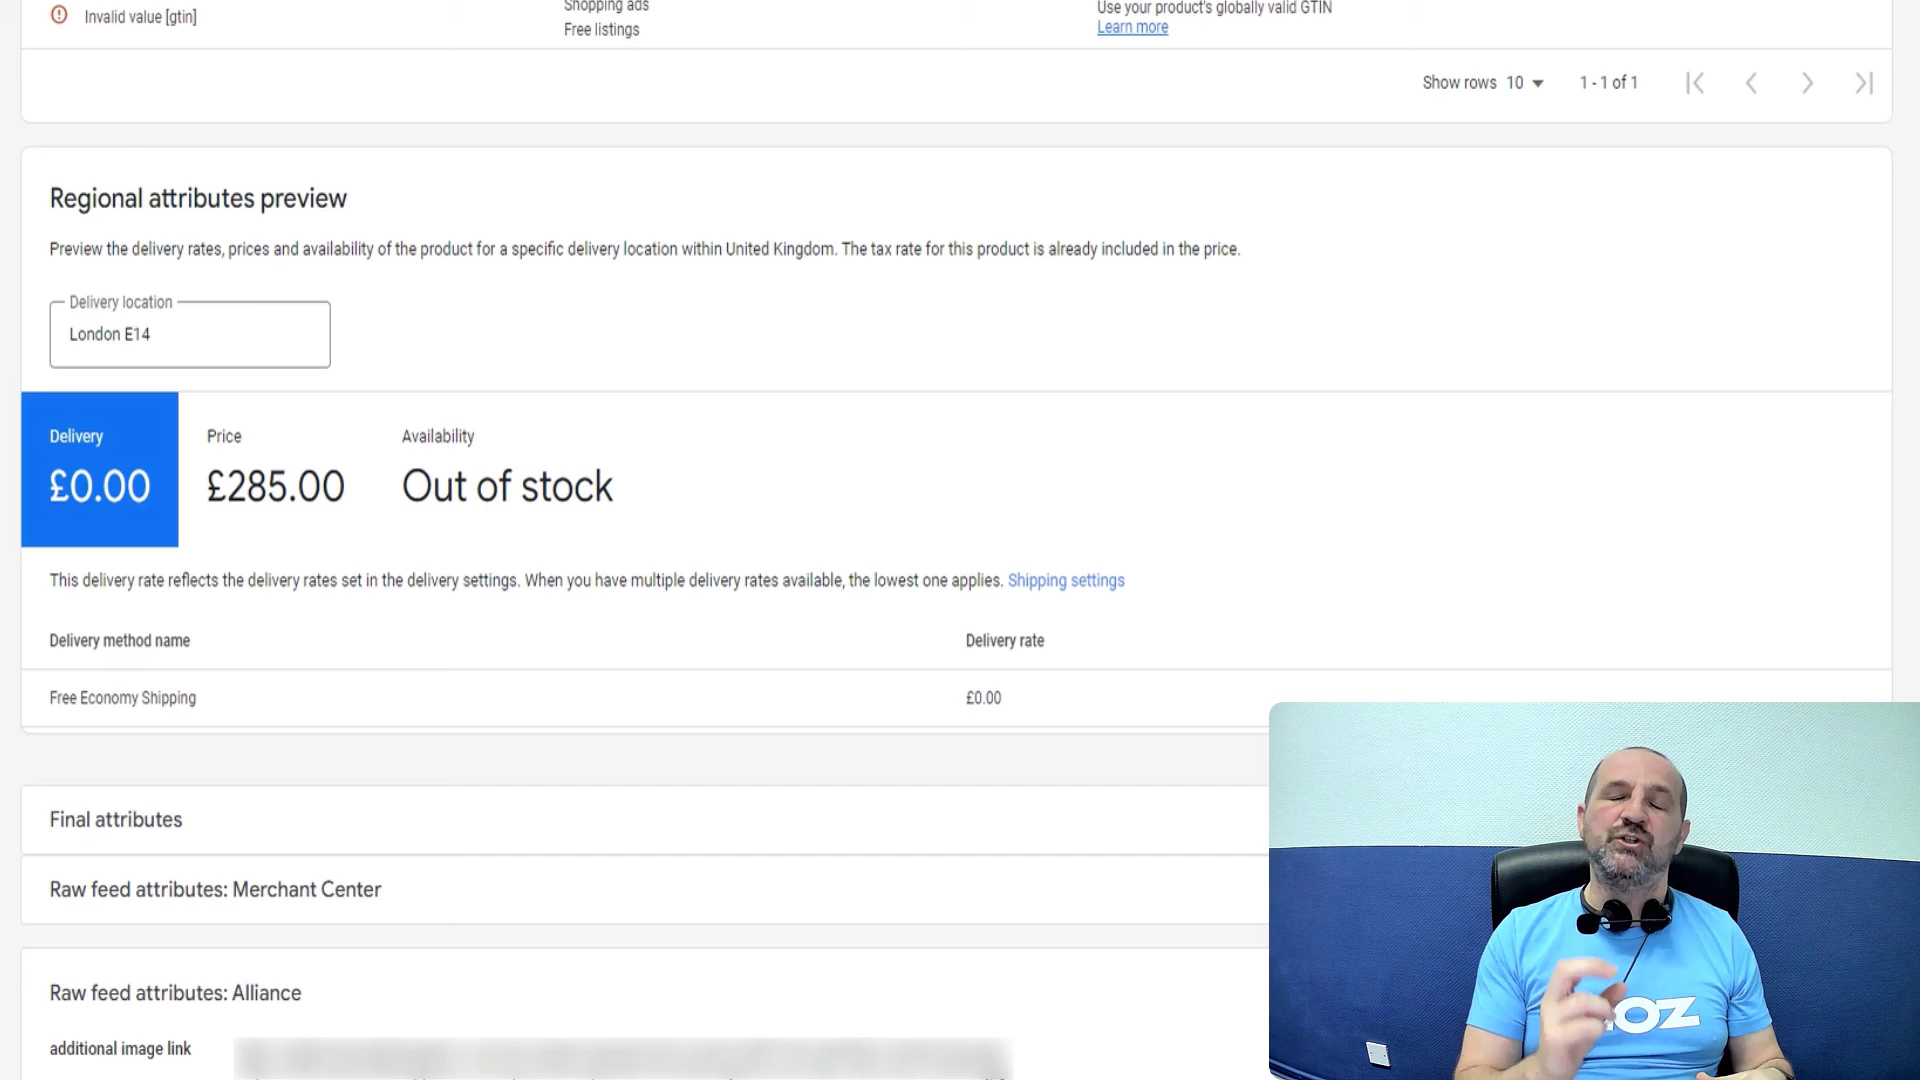 Invalid value [gtin]
Shopping ads
Free listings
Use your product's globally valid GTIN
Learn more
Show rows 10
1 - 1 of 1
Regional attributes preview
Preview the delivery rates, prices and availability of the product for a specific delivery location within United Kingdom. The tax rate for this product is already included in the price.
Delivery location
London E14
Delivery
£0.00
Price
£285.00
Availability
Out of stock
This delivery rate reflects the delivery rates set in the delivery settings. When you have multiple delivery rates available, the lowest one applies. Shipping settings
Delivery method name
Delivery rate
Free Economy Shipping
£0.00
Final attributes
Raw feed attributes: Merchant Center
Raw feed attributes: Alliance
additional image link